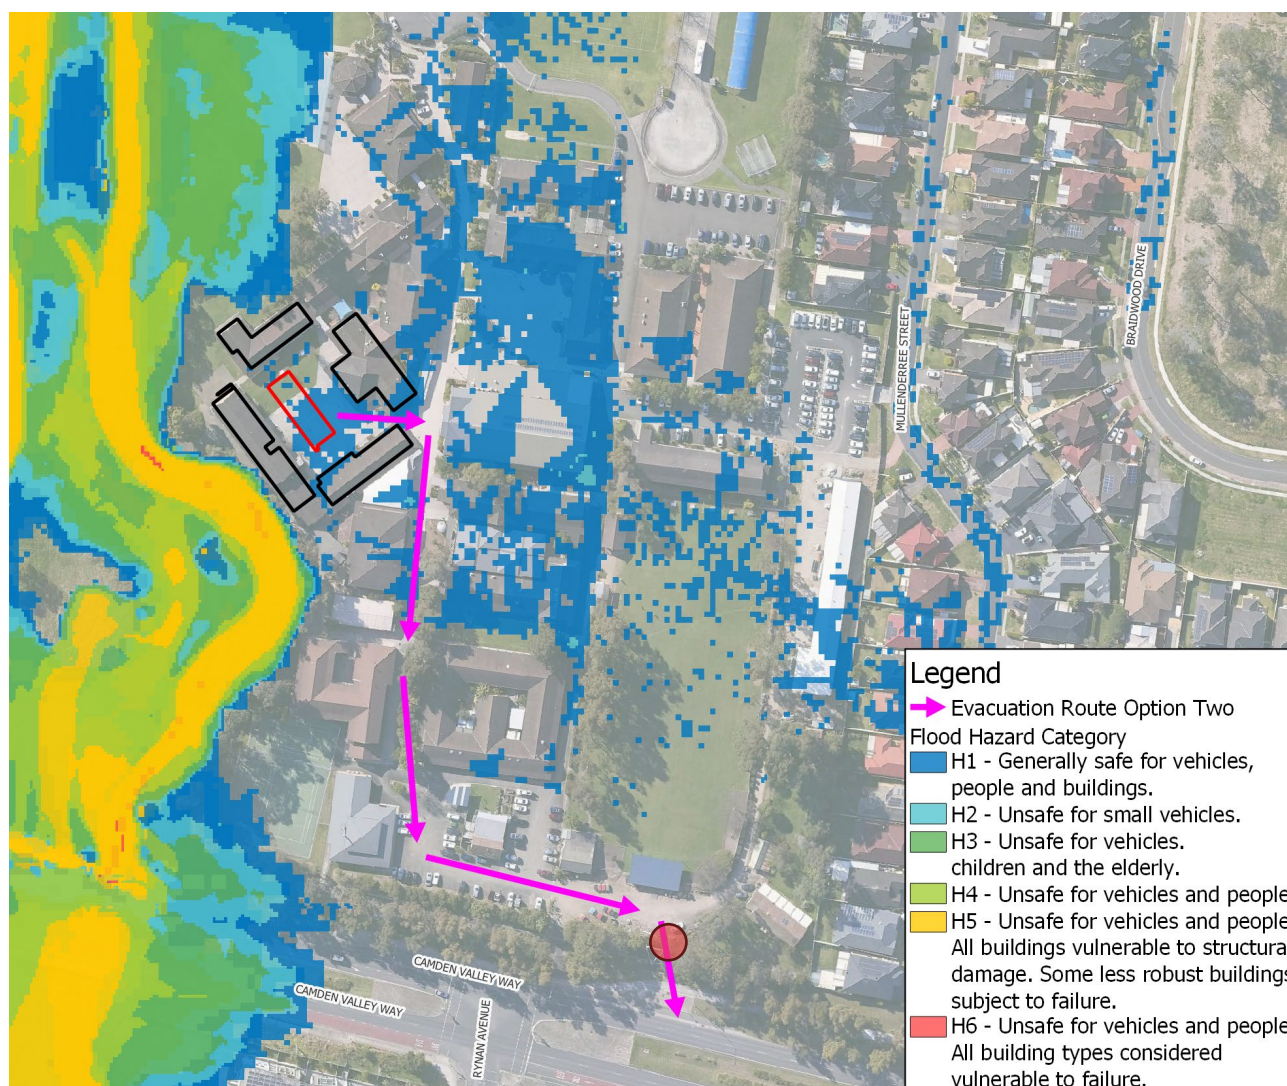 BRAIDWOOD DRIVE
MULLENDERREE STREET
CAMDEN VALLEY WAY
CAMDEN VALLEY WAY
RYNAN AVENUE
Legend
Evacuation Route Option Two
Flood Hazard Category
H1 - Generally safe for vehicles,
people and buildings.
H2 - Unsafe for small vehicles.
H3 - Unsafe for vehicles.
children and the elderly.
H4 - Unsafe for vehicles and people
H5 - Unsafe for vehicles and people
All buildings vulnerable to structura
damage. Some less robust buildings
subject to failure.
H6 - Unsafe for vehicles and people
All building types considered
vulnerable to failure.